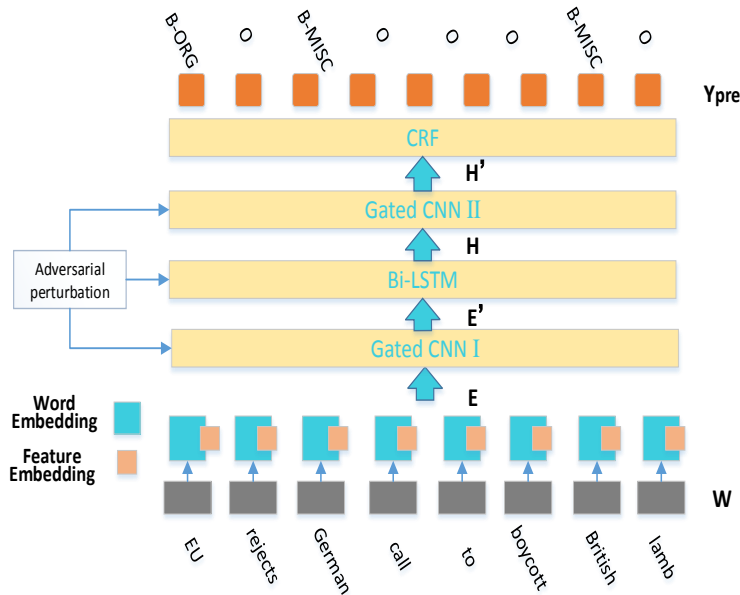 B-ORG O B-MISC O O O B-MISC O
Ypre
CRF
H’
Gated CNN II
H
Adversarial
perturbation
Bi-LSTM
E’
Gated CNN I
E
Word
Embedding
Feature
Embedding
W
EU rejects German call to boycott British lamb